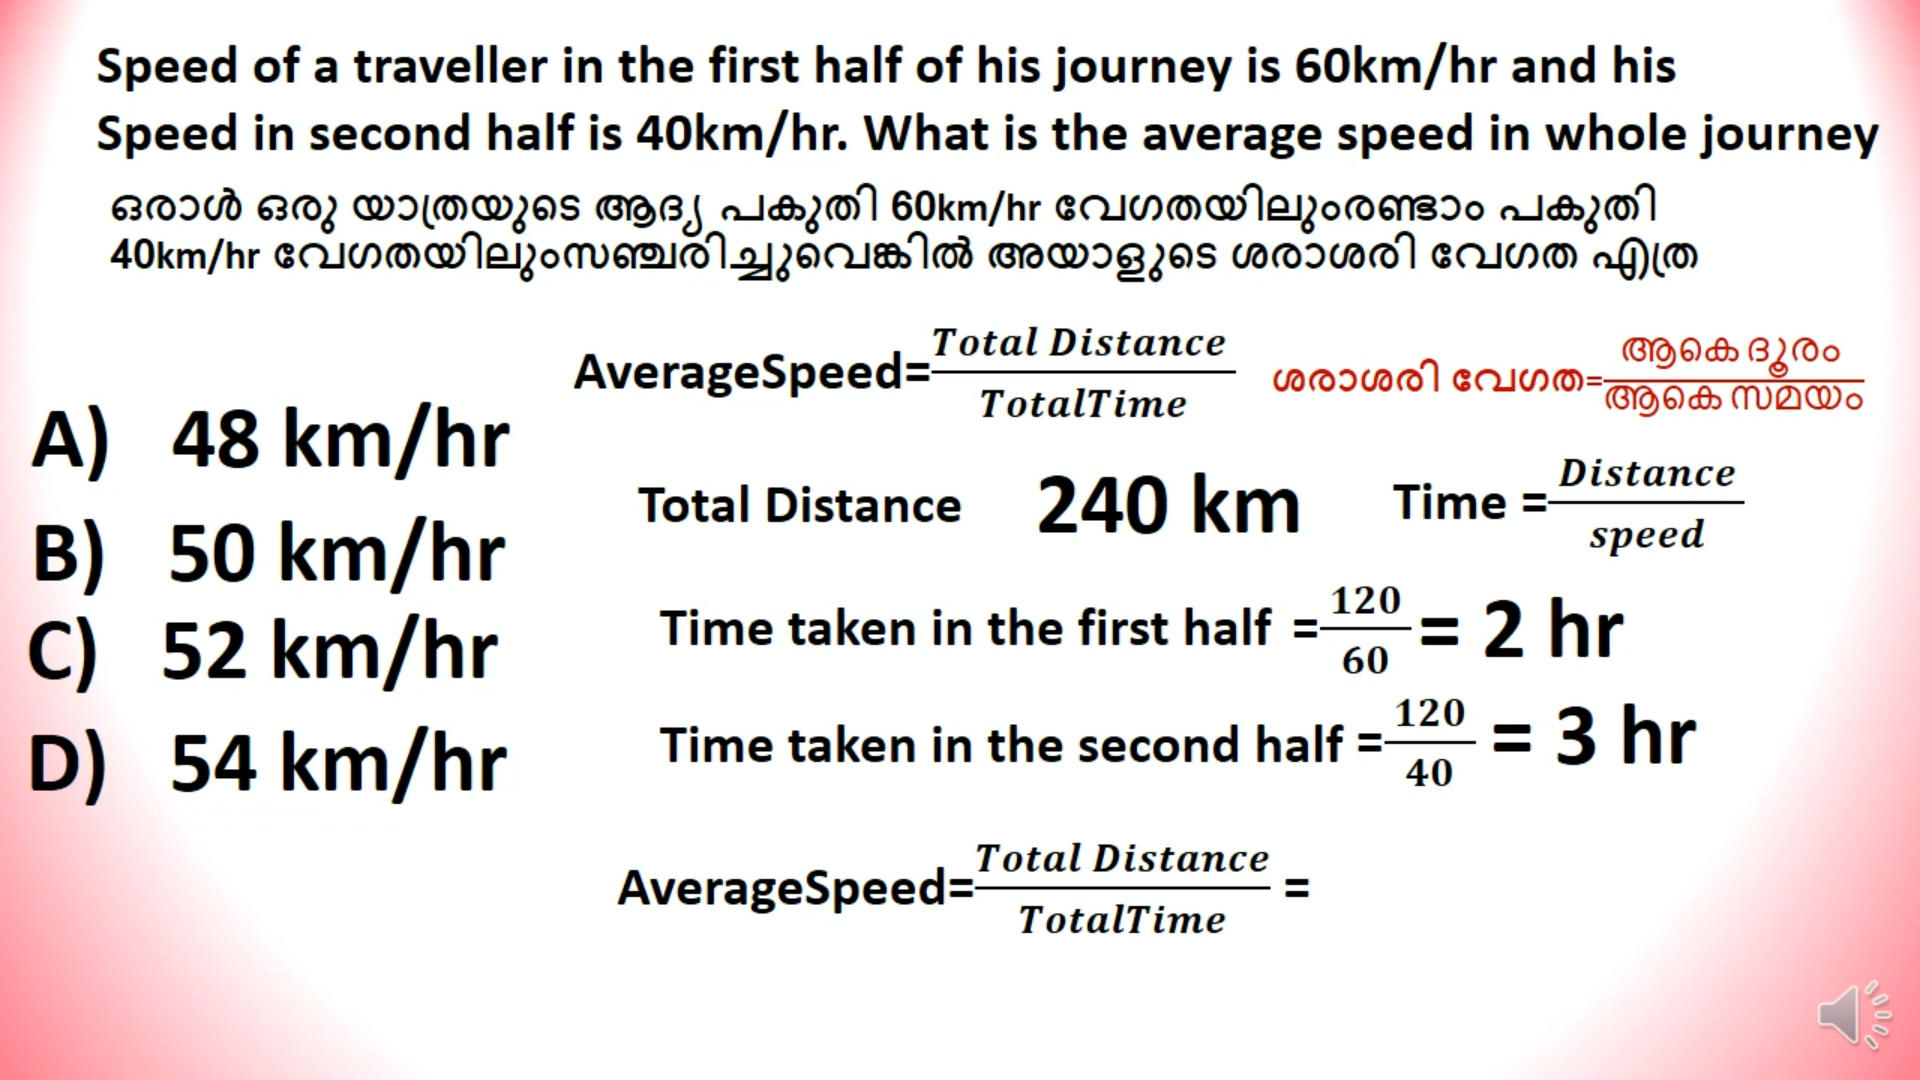 Speed of a traveller in the first half of his journey is 60km/hr and his
Speed in second half is 40km/hr. What is the average speed in whole journey
ഒരാൾ ഒരു യാത്രയുടെ ആദ്യ പകുതി 60km/hr വേഗതയിലുംരണ്ടാം പകുതി
40km/hr വേഗതയിലുംസഞ്ചരിച്ചുവെങ്കിൽ അയാളുടെ ശരാശരി വേഗത എത്ര
AverageSpeed=Total Distance/TotalTime
ശരാശരി വേഗത=ആകെ ദൂരം/ആകെ സമയം
A) 48 km/hr
B) 50 km/hr
C) 52 km/hr
D) 54 km/hr
Total Distance 240 km
Time =Distance/speed
Time taken in the first half =120/60= 2 hr
Time taken in the second half =120/40 = 3 hr
AverageSpeed=Total Distance/TotalTime =